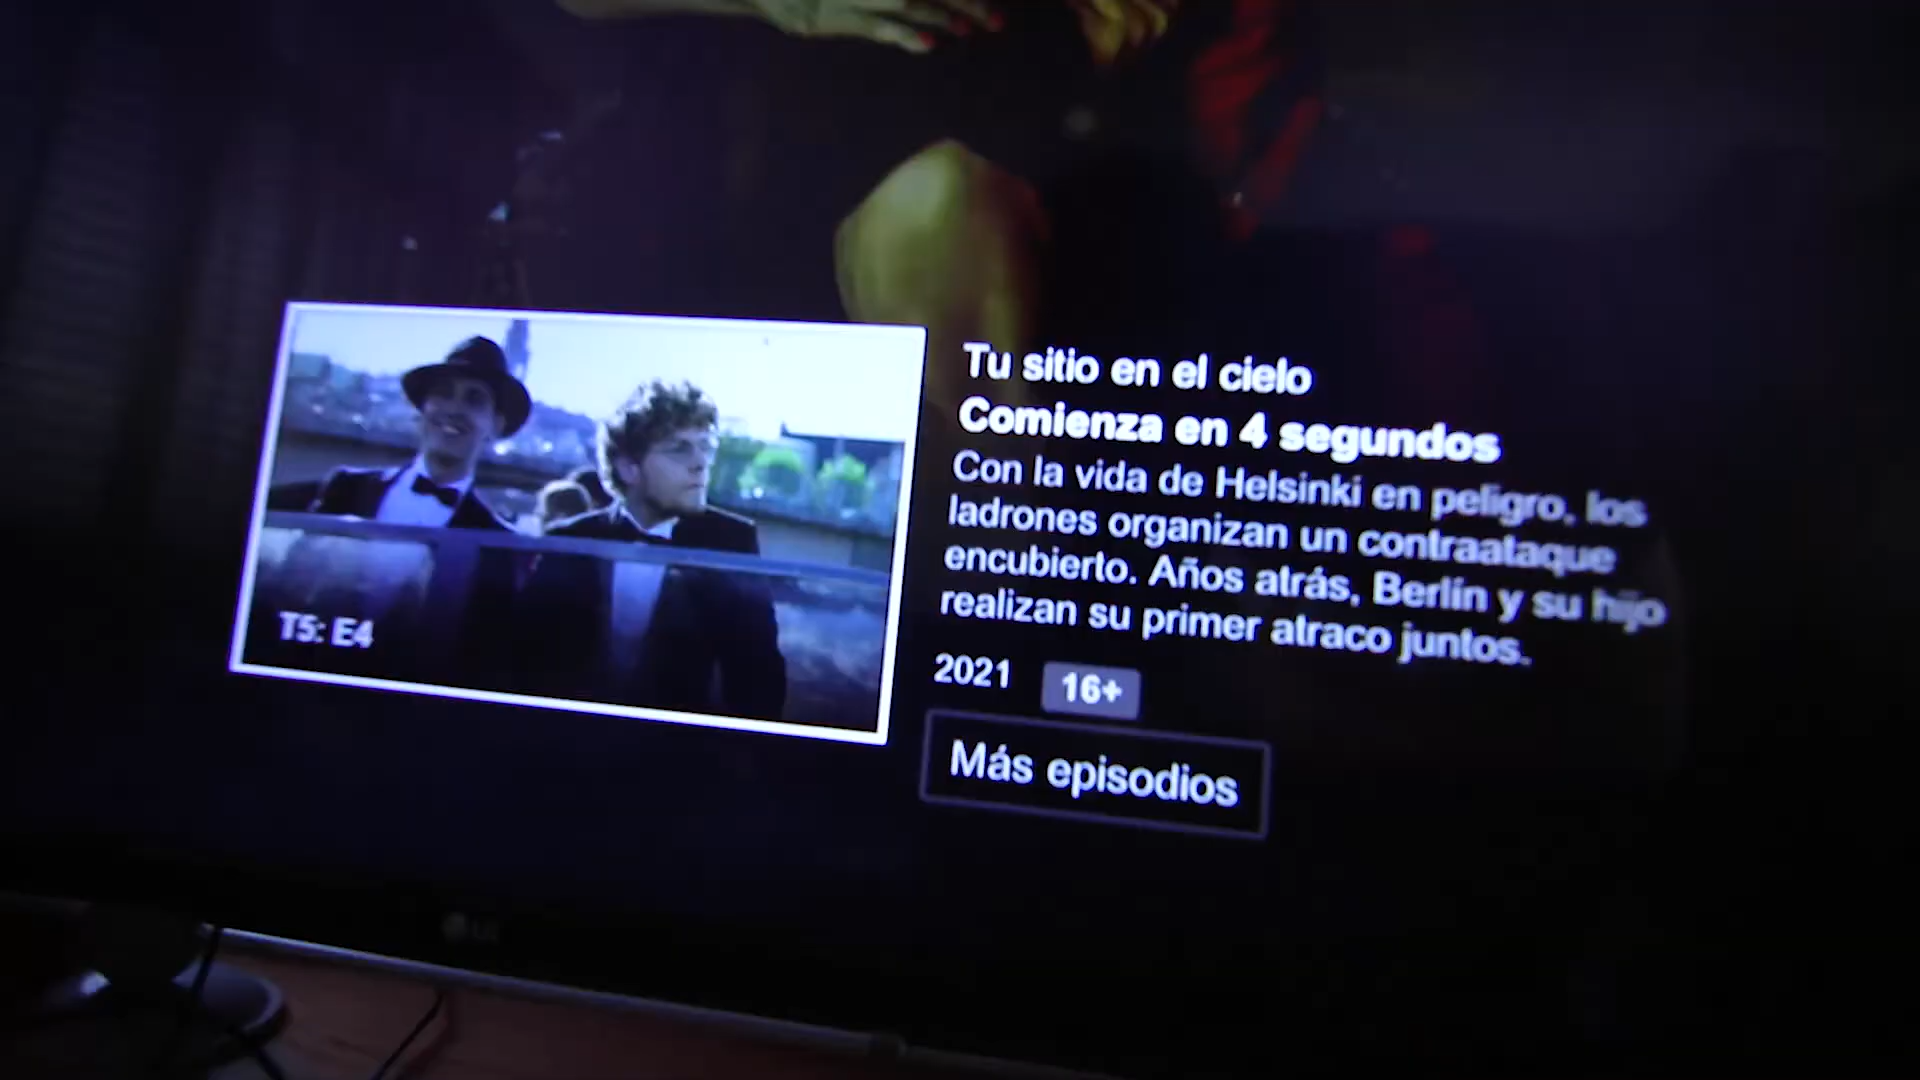 Tu sitio en el cielo
Comienza en 4 segundos
Con la vida de Helsinki en peligro, los
ladrones organizan un contraataque
encubierto. Años atrás, Berlín y su hijo
realizan su primer atraco juntos.
T5: E4
2021 16+
Más episodios
LG